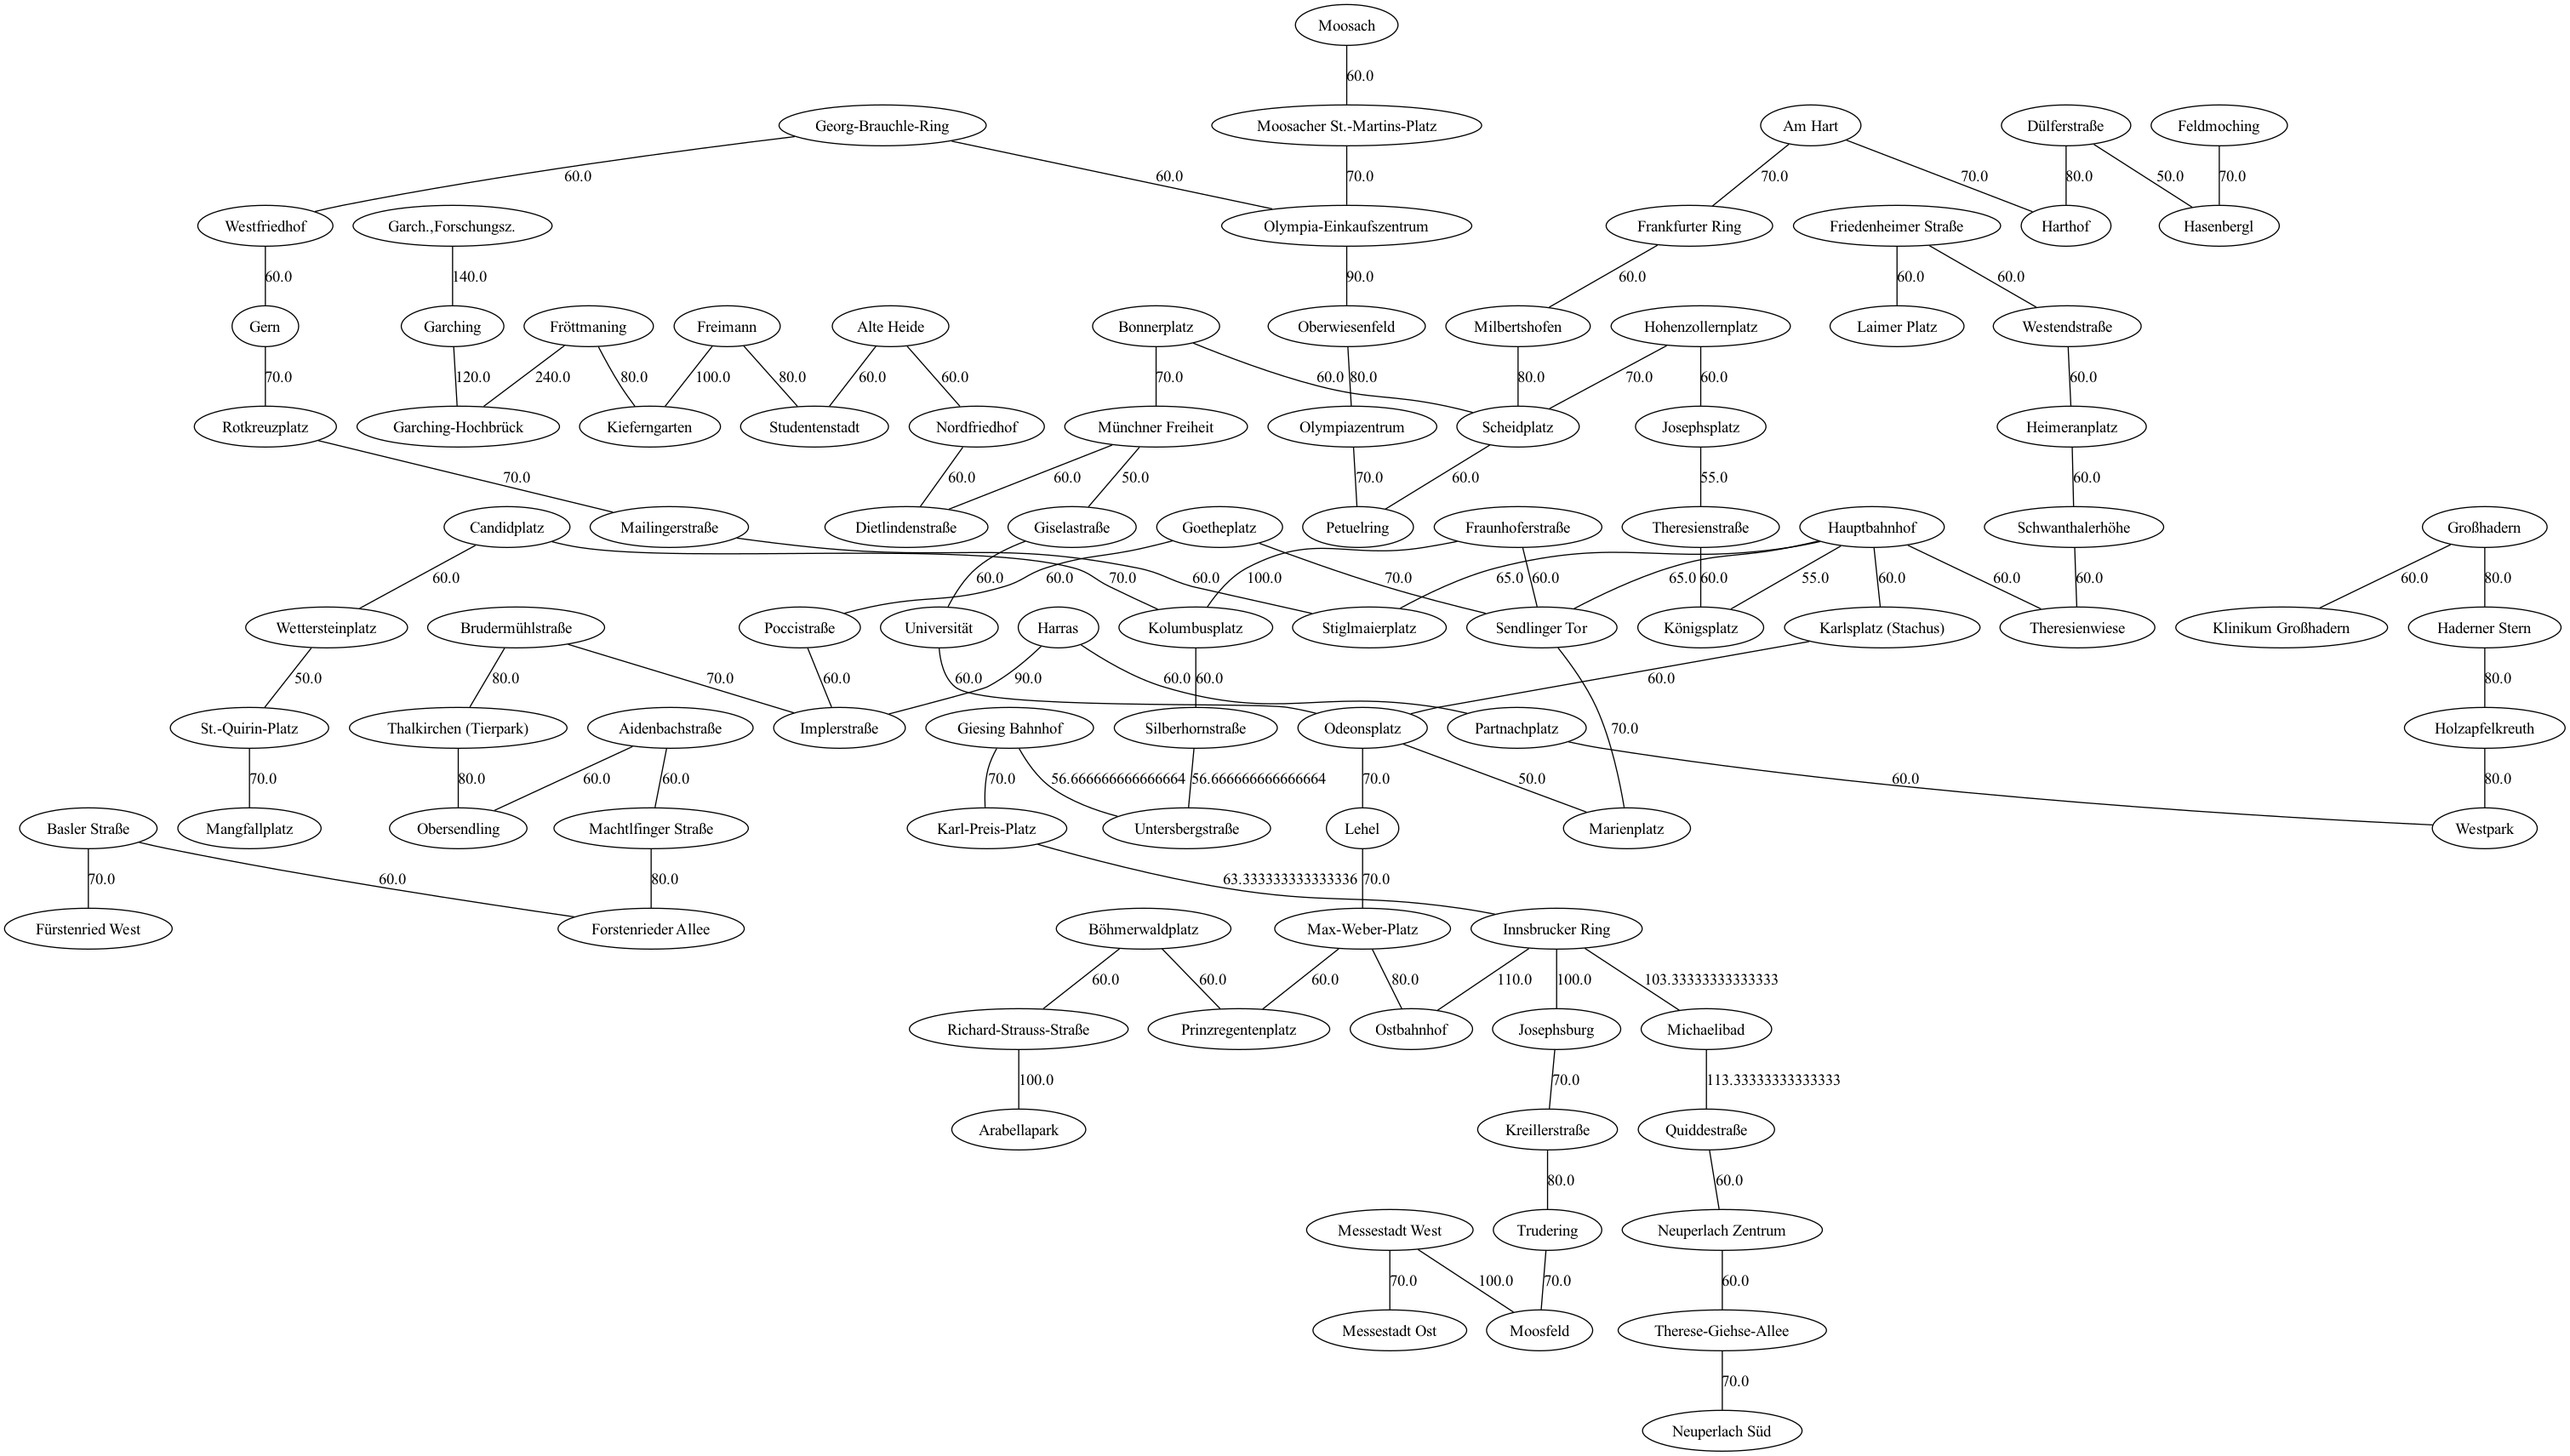 Moosach
60.0
Georg-Brauchle-Ring
Moosacher St.-Martins-Platz
Am Hart
Dülferstraße
Feldmoching
60.0
60.0
70.0
70.0
70.0
80.0
50.0
70.0
Westfriedhof
Garch.,Forschungsz.
Olympia-Einkaufszentrum
Frankfurter Ring
Friedenheimer Straße
Harthof
Hasenbergl
60.0
140.0
90.0
60.0
60.0
60.0
Gern
Garching
Fröttmaning
Freimann
Alte Heide
Bonnerplatz
Oberwiesenfeld
Milbertshofen
Hohenzollernplatz
Laimer Platz
Westendstraße
70.0
120.0
240.0
80.0
100.0
80.0
60.0
60.0
70.0
60.0
80.0
80.0
70.0
60.0
60.0
Rotkreuzplatz
Garching-Hochbrück
Kieferngarten
Studentenstadt
Nordfriedhof
Münchner Freiheit
Olympiazentrum
Scheidplatz
Josephsplatz
Heimeranplatz
70.0
60.0
60.0
50.0
70.0
60.0
55.0
60.0
Candidplatz
Mailingerstraße
Dietlindenstraße
Giselastraße
Goetheplatz
Petuelring
Fraunhoferstraße
Theresienstraße
Hauptbahnhof
Schwanthalerhöhe
Großhadern
60.0
60.0
60.0
70.0
60.0
100.0
70.0
65.0
60.0
65.0
60.0
55.0
60.0
60.0
60.0
60.0
80.0
Wettersteinplatz
Brudermühlstraße
Poccistraße
Universität
Harras
Kolumbusplatz
Stiglmaierplatz
Sendlinger Tor
Königsplatz
Karlsplatz (Stachus)
Theresienwiese
Klinikum Großhadern
Haderner Stern
50.0
80.0
70.0
60.0
60.0
90.0
60.0
60.0
60.0
80.0
St.-Quirin-Platz
Thalkirchen (Tierpark)
Aidenbachstraße
Implerstraße
Giesing Bahnhof
Silberhornstraße
Odeonsplatz
Partnachplatz
70.0
Holzapfelkreuth
70.0
80.0
60.0
60.0
70.0
56.666666666666664
56.666666666666664
70.0
50.0
60.0
80.0
Basler Straße
Mangfallplatz
Obersendling
Machtlfinger Straße
Karl-Preis-Platz
Untersbergstraße
Lehel
Marienplatz
Westpark
70.0
60.0
80.0
63.333333333333336
70.0
Fürstenried West
Forstenrieder Allee
Böhmerwaldplatz
Max-Weber-Platz
Innsbrucker Ring
60.0
60.0
60.0
80.0
110.0
100.0
103.33333333333333
Richard-Strauss-Straße
Prinzregentenplatz
Ostbahnhof
Josephsburg
Michaelibad
100.0
70.0
113.33333333333333
Arabellapark
Kreillerstraße
Quiddestraße
80.0
60.0
Messestadt West
Trudering
Neuperlach Zentrum
70.0
100.0
70.0
60.0
Messestadt Ost
Moosfeld
Therese-Giehse-Allee
70.0
Neuperlach Süd